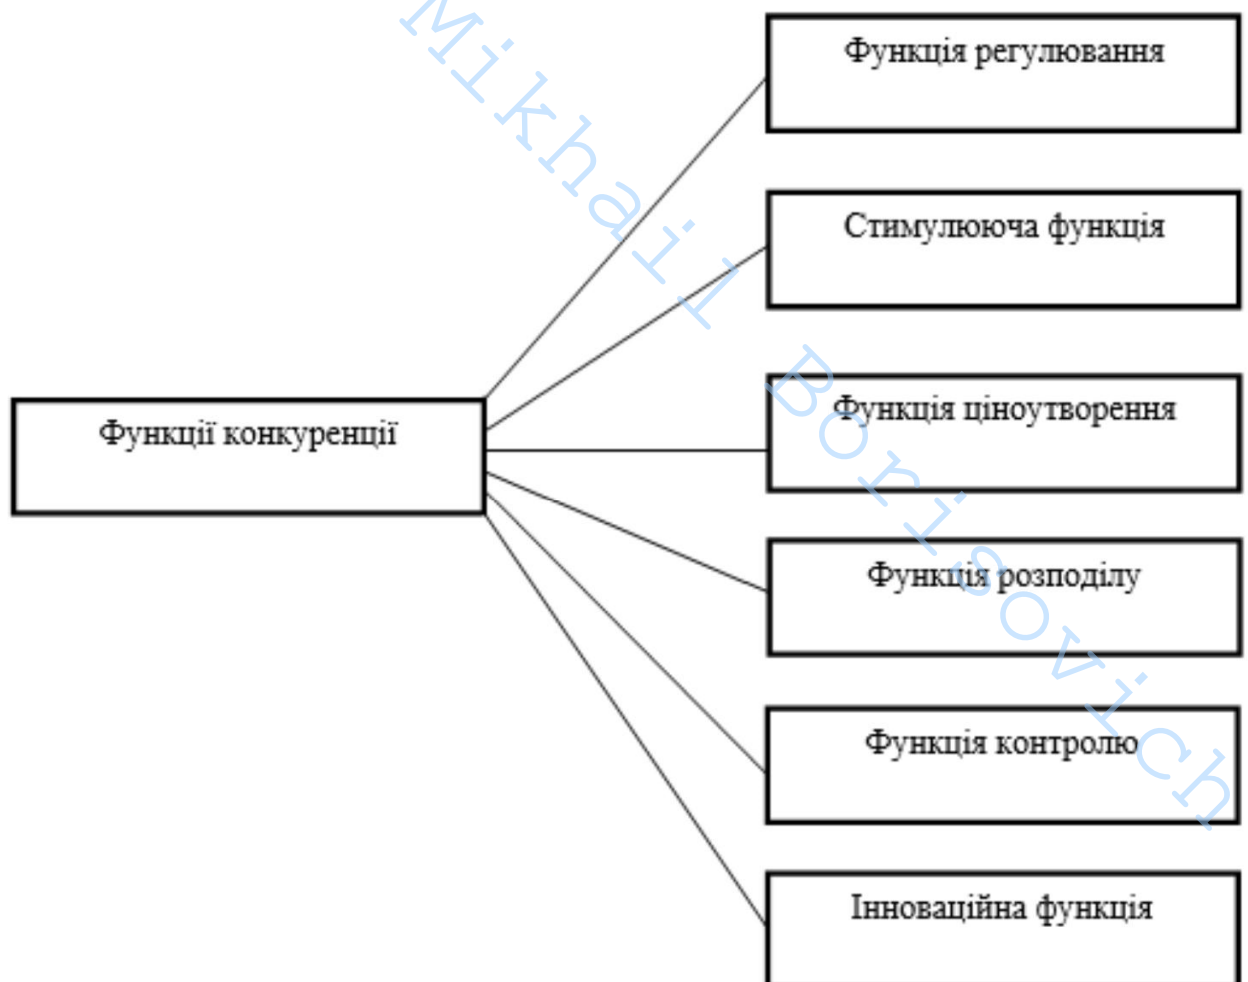 Функція регулювання
Стимулююча функція
Функції конкуренції
Функція ціноутворення
Функція розподілу
Функція контролю
Інноваційна функція
Mikhail Borisovich